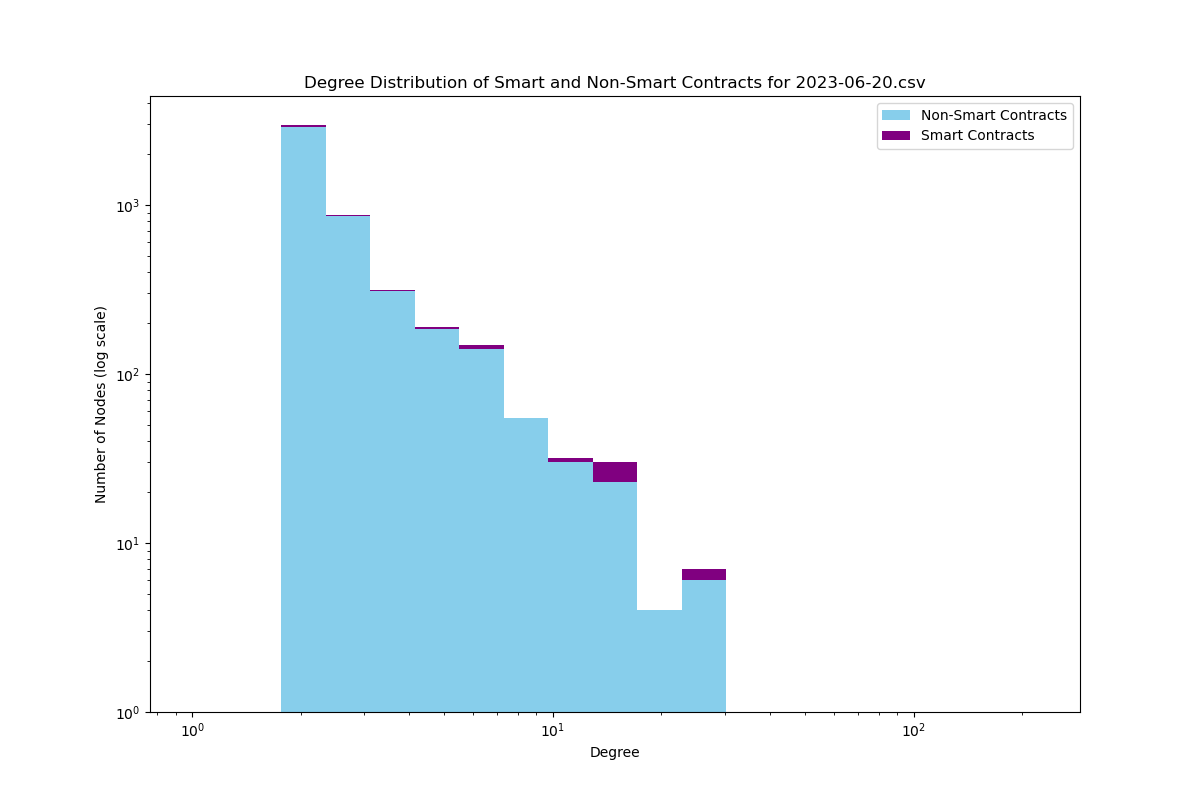 Degree Distribution of Smart and Non-Smart Contracts for 2023-06-20.csv
Non-Smart Contracts
Smart Contracts
Number of Nodes (log scale)
10³
10²
10¹
10⁰
10⁰ 10¹ 10²
Degree